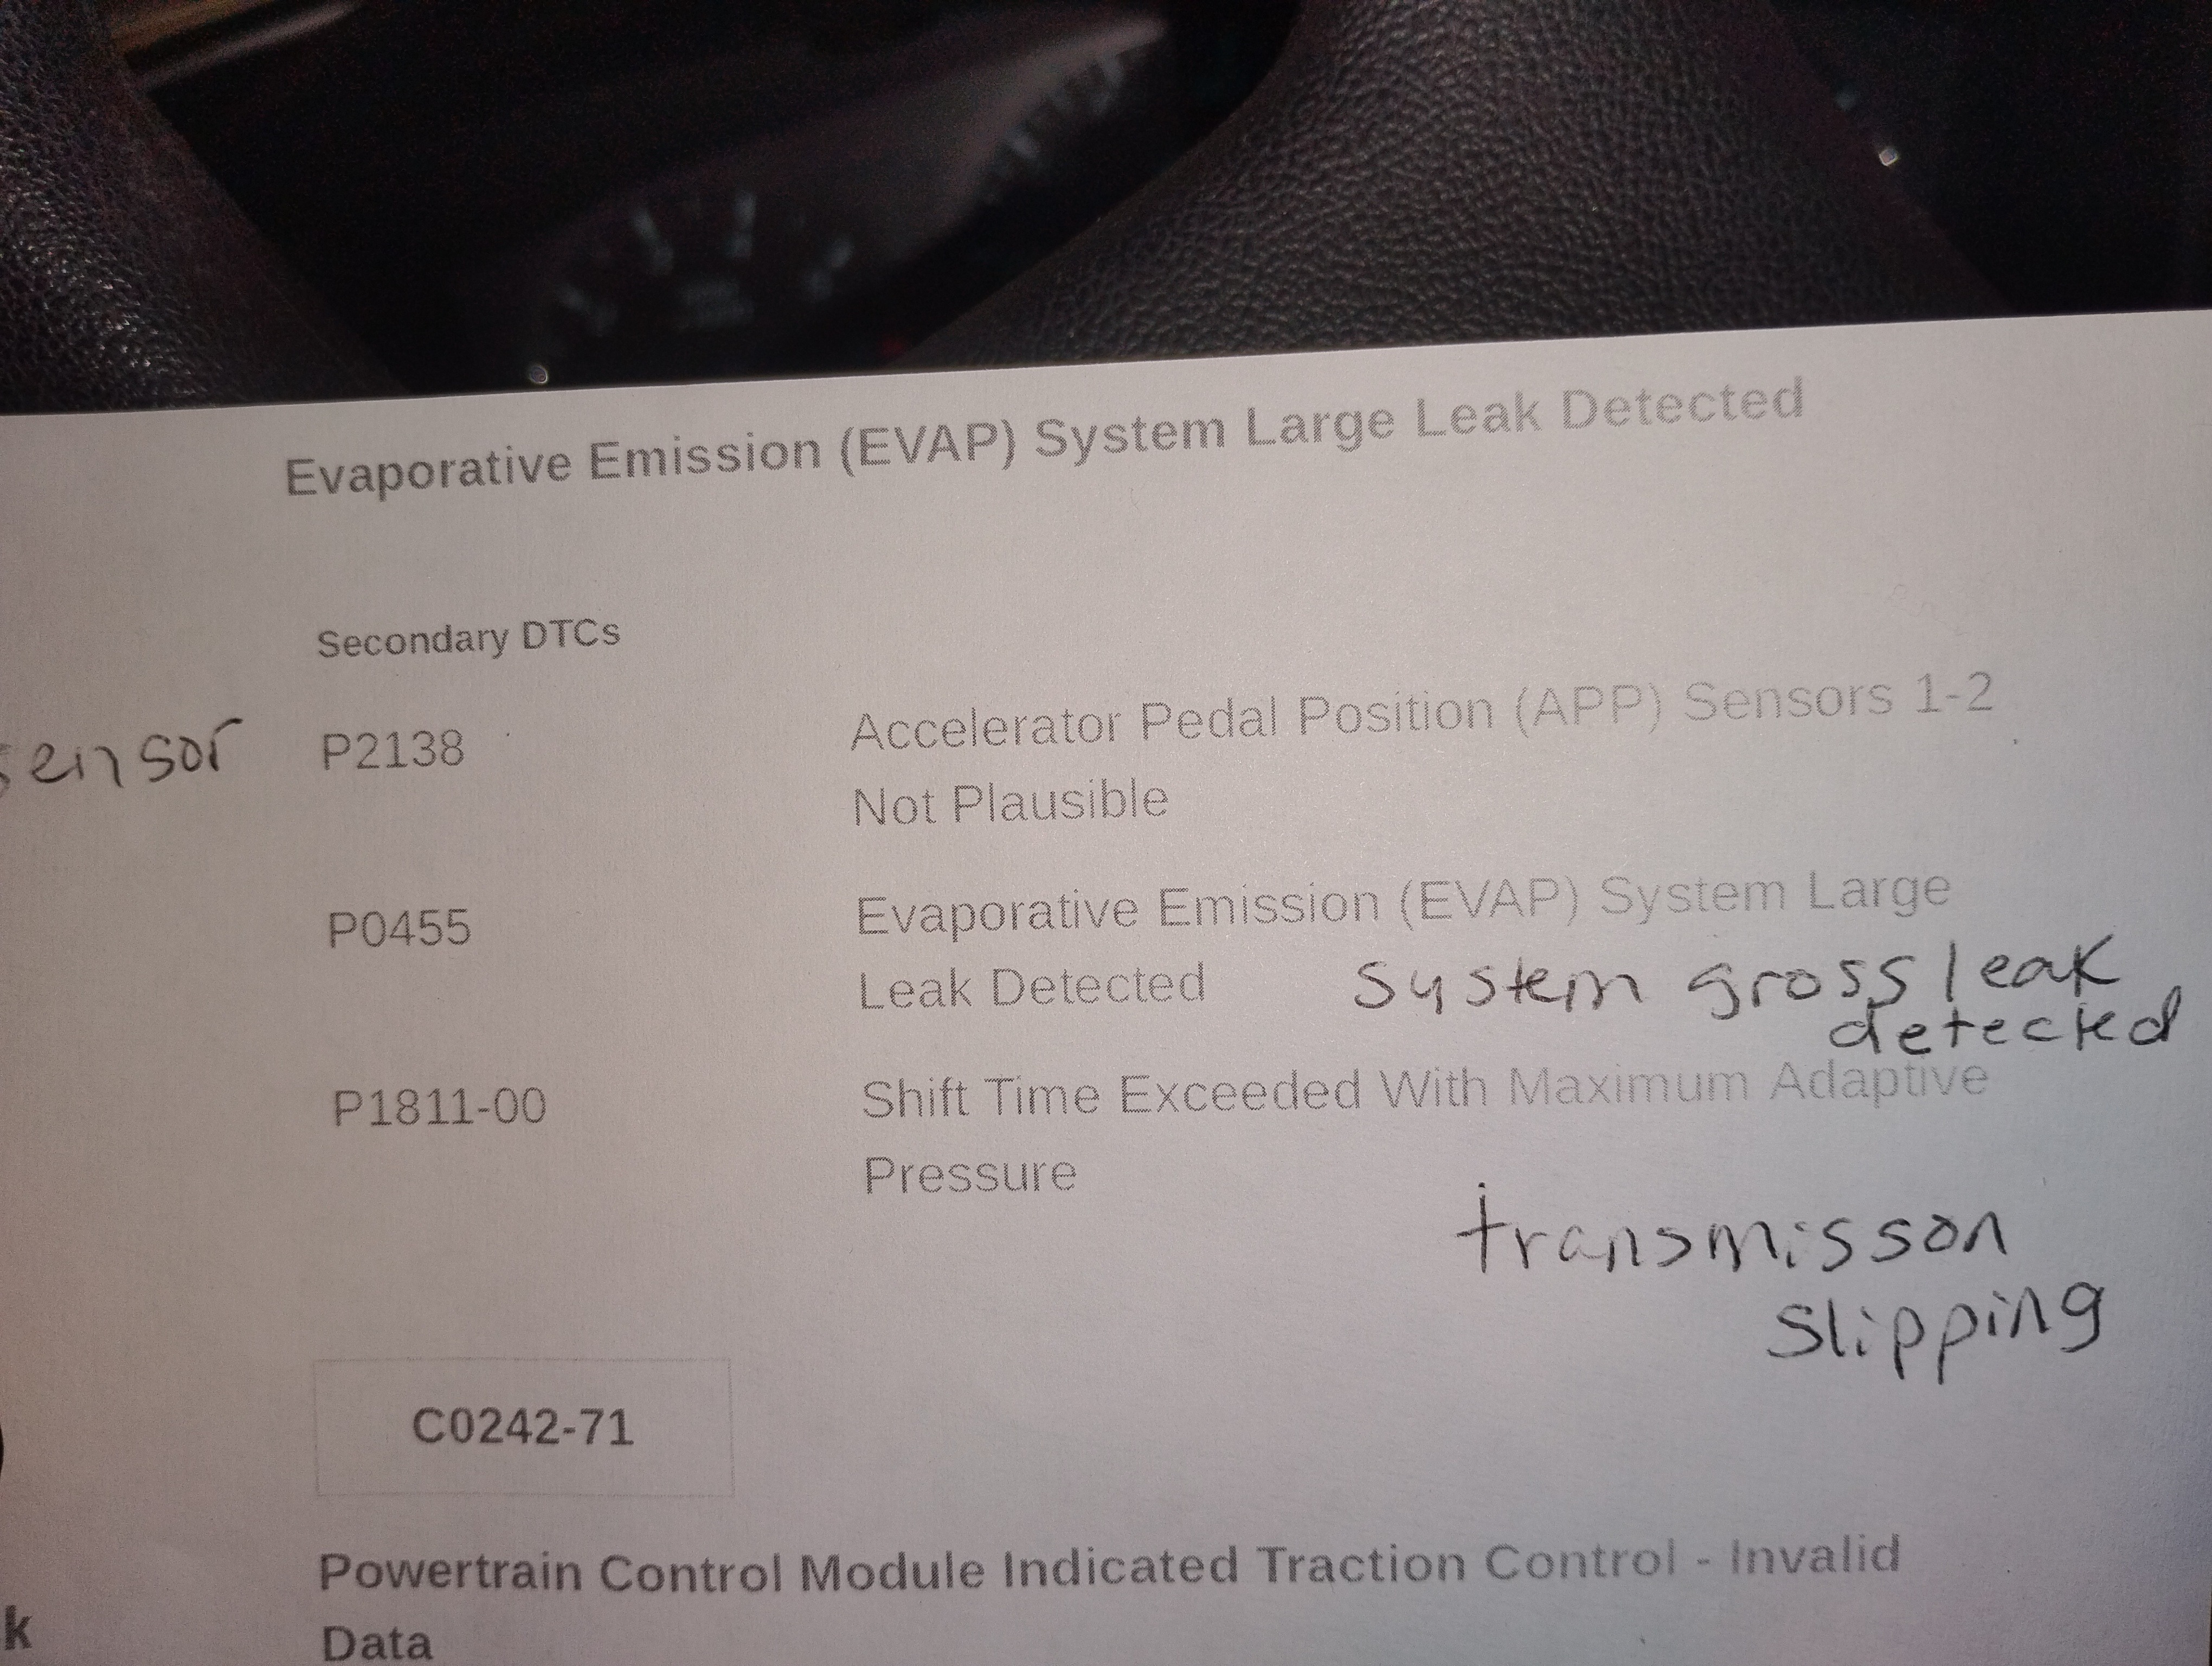 Evaporative Emission (EVAP) System Large Leak Detected
Secondary DTCs
sensor P2138 Accelerator Pedal Position (APP) Sensors 1-2
Not Plausible
P0455 Evaporative Emission (EVAP) System Large
Leak Detected system gross leak
detected
P1811-00 Shift Time Exceeded With Maximum Adaptive
Pressure
transmisson
slipping
C0242-71
Powertrain Control Module Indicated Traction Control - Invalid
k Data